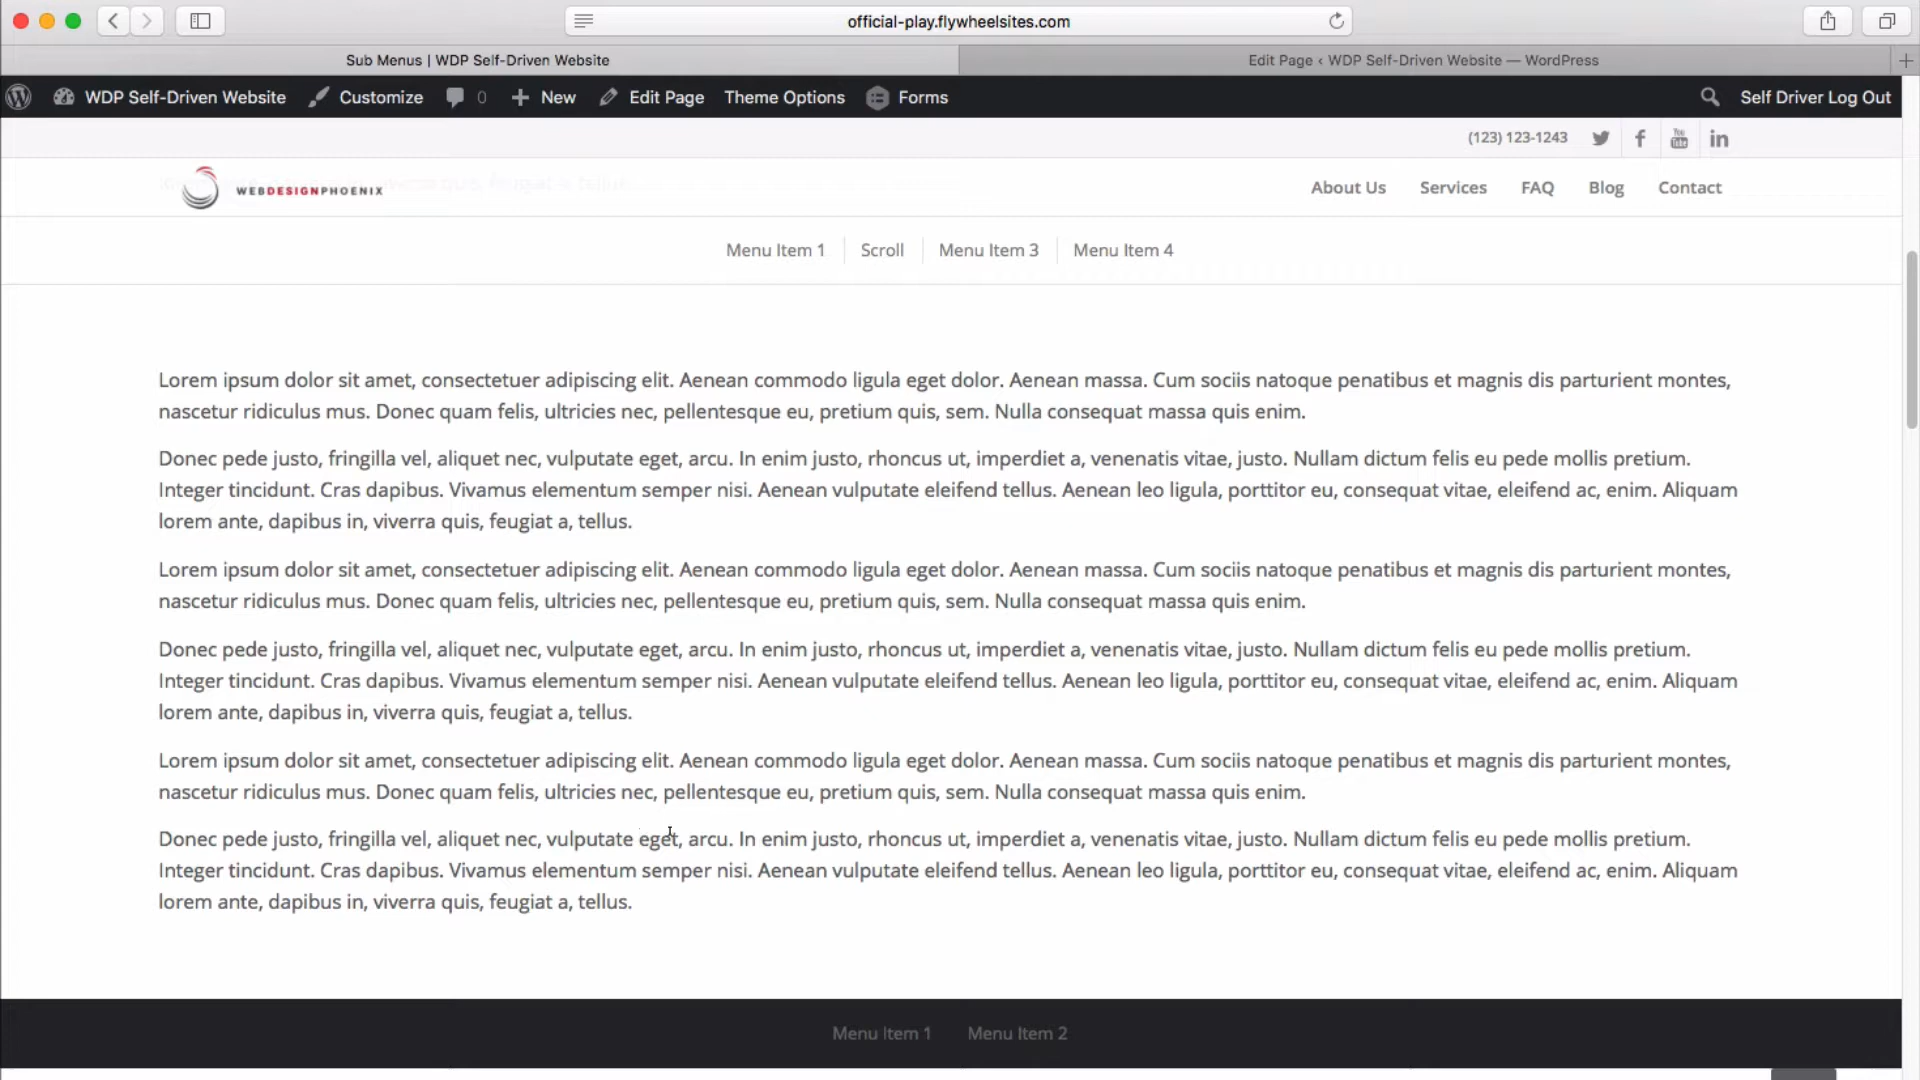 official-play.flywheelsites.com
Sub Menus | WDP Self-Driven Website
Edit Page ‹ WDP Self-Driven Website — WordPress
WDP Self-Driven Website Customize 0 New Edit Page Theme Options Forms Self Driver Log Out
(123) 123-1243
WEBDESIGNPHOENIX
About Us Services FAQ Blog Contact
Menu Item 1 Scroll Menu Item 3 Menu Item 4
Lorem ipsum dolor sit amet, consectetuer adipiscing elit. Aenean commodo ligula eget dolor. Aenean massa. Cum sociis natoque penatibus et magnis dis parturient montes,
nascetur ridiculus mus. Donec quam felis, ultricies nec, pellentesque eu, pretium quis, sem. Nulla consequat massa quis enim.
Donec pede justo, fringilla vel, aliquet nec, vulputate eget, arcu. In enim justo, rhoncus ut, imperdiet a, venenatis vitae, justo. Nullam dictum felis eu pede mollis pretium.
Integer tincidunt. Cras dapibus. Vivamus elementum semper nisi. Aenean vulputate eleifend tellus. Aenean leo ligula, porttitor eu, consequat vitae, eleifend ac, enim. Aliquam
lorem ante, dapibus in, viverra quis, feugiat a, tellus.
Lorem ipsum dolor sit amet, consectetuer adipiscing elit. Aenean commodo ligula eget dolor. Aenean massa. Cum sociis natoque penatibus et magnis dis parturient montes,
nascetur ridiculus mus. Donec quam felis, ultricies nec, pellentesque eu, pretium quis, sem. Nulla consequat massa quis enim.
Donec pede justo, fringilla vel, aliquet nec, vulputate eget, arcu. In enim justo, rhoncus ut, imperdiet a, venenatis vitae, justo. Nullam dictum felis eu pede mollis pretium.
Integer tincidunt. Cras dapibus. Vivamus elementum semper nisi. Aenean vulputate eleifend tellus. Aenean leo ligula, porttitor eu, consequat vitae, eleifend ac, enim. Aliquam
lorem ante, dapibus in, viverra quis, feugiat a, tellus.
Lorem ipsum dolor sit amet, consectetuer adipiscing elit. Aenean commodo ligula eget dolor. Aenean massa. Cum sociis natoque penatibus et magnis dis parturient montes,
nascetur ridiculus mus. Donec quam felis, ultricies nec, pellentesque eu, pretium quis, sem. Nulla consequat massa quis enim.
Donec pede justo, fringilla vel, aliquet nec, vulputate eget, arcu. In enim justo, rhoncus ut, imperdiet a, venenatis vitae, justo. Nullam dictum felis eu pede mollis pretium.
Integer tincidunt. Cras dapibus. Vivamus elementum semper nisi. Aenean vulputate eleifend tellus. Aenean leo ligula, porttitor eu, consequat vitae, eleifend ac, enim. Aliquam
lorem ante, dapibus in, viverra quis, feugiat a, tellus.
Menu Item 1 Menu Item 2